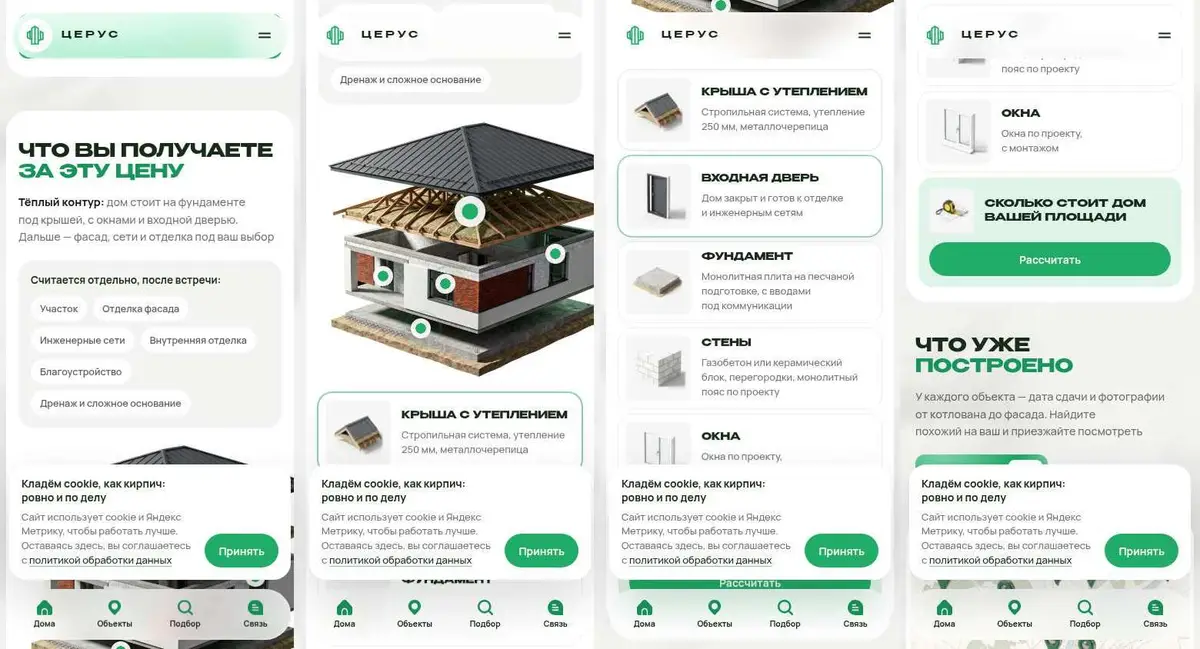 ЦЕРУС
ЧТО ВЫ ПОЛУЧАЕТЕ
ЗА ЭТУ ЦЕНУ
Тёплый контур: дом стоит на фундаменте
под крышей, с окнами и входной дверью.
Дальше — фасад, сети и отделка под ваш выбор
Считается отдельно, после встречи:
Участок
Отделка фасада
Инженерные сети
Внутренняя отделка
Благоустройство
Дренаж и сложное основание
Кладём cookie, как кирпич:
ровно и по делу
Сайт использует cookie и Яндекс
Метрику, чтобы работать лучше.
Оставаясь здесь, вы соглашаетесь
с политикой обработки данных
Принять
Дома
Объекты
Подбор
Связь
ЦЕРУС
Дренаж и сложное основание
КРЫША С УТЕПЛЕНИЕМ
Стропильная система, утепление
250 мм, металлочерепица
Кладём cookie, как кирпич:
ровно и по делу
Сайт использует cookie и Яндекс
Метрику, чтобы работать лучше.
Оставаясь здесь, вы соглашаетесь
с политикой обработки данных
Принять
ФУНДАМЕНТ
Дома
Объекты
Подбор
Связь
ЦЕРУС
КРЫША С УТЕПЛЕНИЕМ
Стропильная система, утепление
250 мм, металлочерепица
ВХОДНАЯ ДВЕРЬ
Дом закрыт и готов к отделке
и инженерным сетям
ФУНДАМЕНТ
Монолитная плита на песчаной
подготовке, с вводами
под коммуникации
СТЕНЫ
Газобетон или керамический
блок, перегородки, монолитный
пояс по проекту
ОКНА
Окна по проекту,
Кладём cookie, как кирпич:
ровно и по делу
Сайт использует cookie и Яндекс
Метрику, чтобы работать лучше.
Оставаясь здесь, вы соглашаетесь
с политикой обработки данных
Принять
Рассчитать
Дома
Объекты
Подбор
Связь
ЦЕРУС
пояс по проекту
ОКНА
Окна по проекту,
с монтажом
СКОЛЬКО СТОИТ ДОМ
ВАШЕЙ ПЛОЩАДИ
Рассчитать
ЧТО УЖЕ
ПОСТРОЕНО
У каждого объекта — дата сдачи и фотографии
от котлована до фасада. Найдите
похожий на ваш и приезжайте посмотреть
Кладём cookie, как кирпич:
ровно и по делу
Сайт использует cookie и Яндекс
Метрику, чтобы работать лучше.
Оставаясь здесь, вы соглашаетесь
с политикой обработки данных
Принять
Дома
Объекты
Подбор
Связь